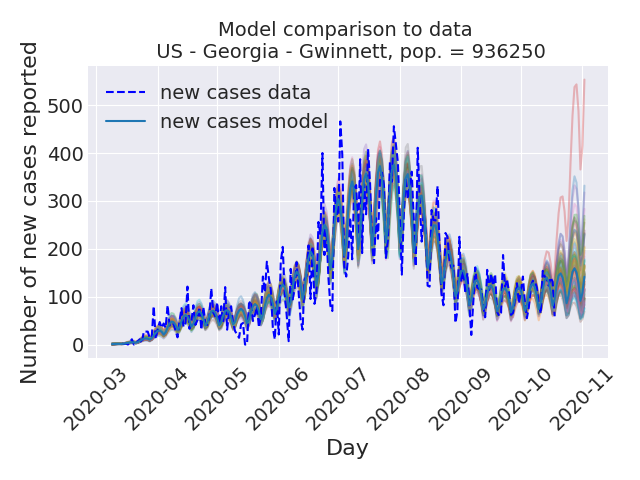 Model comparison to data
US - Georgia - Gwinnett, pop. = 936250
Number of new cases reported
500
400
300
200
100
0
new cases data
new cases model
2020-03
2020-04
2020-05
2020-06
2020-07
2020-08
2020-09
2020-10
2020-11
Day